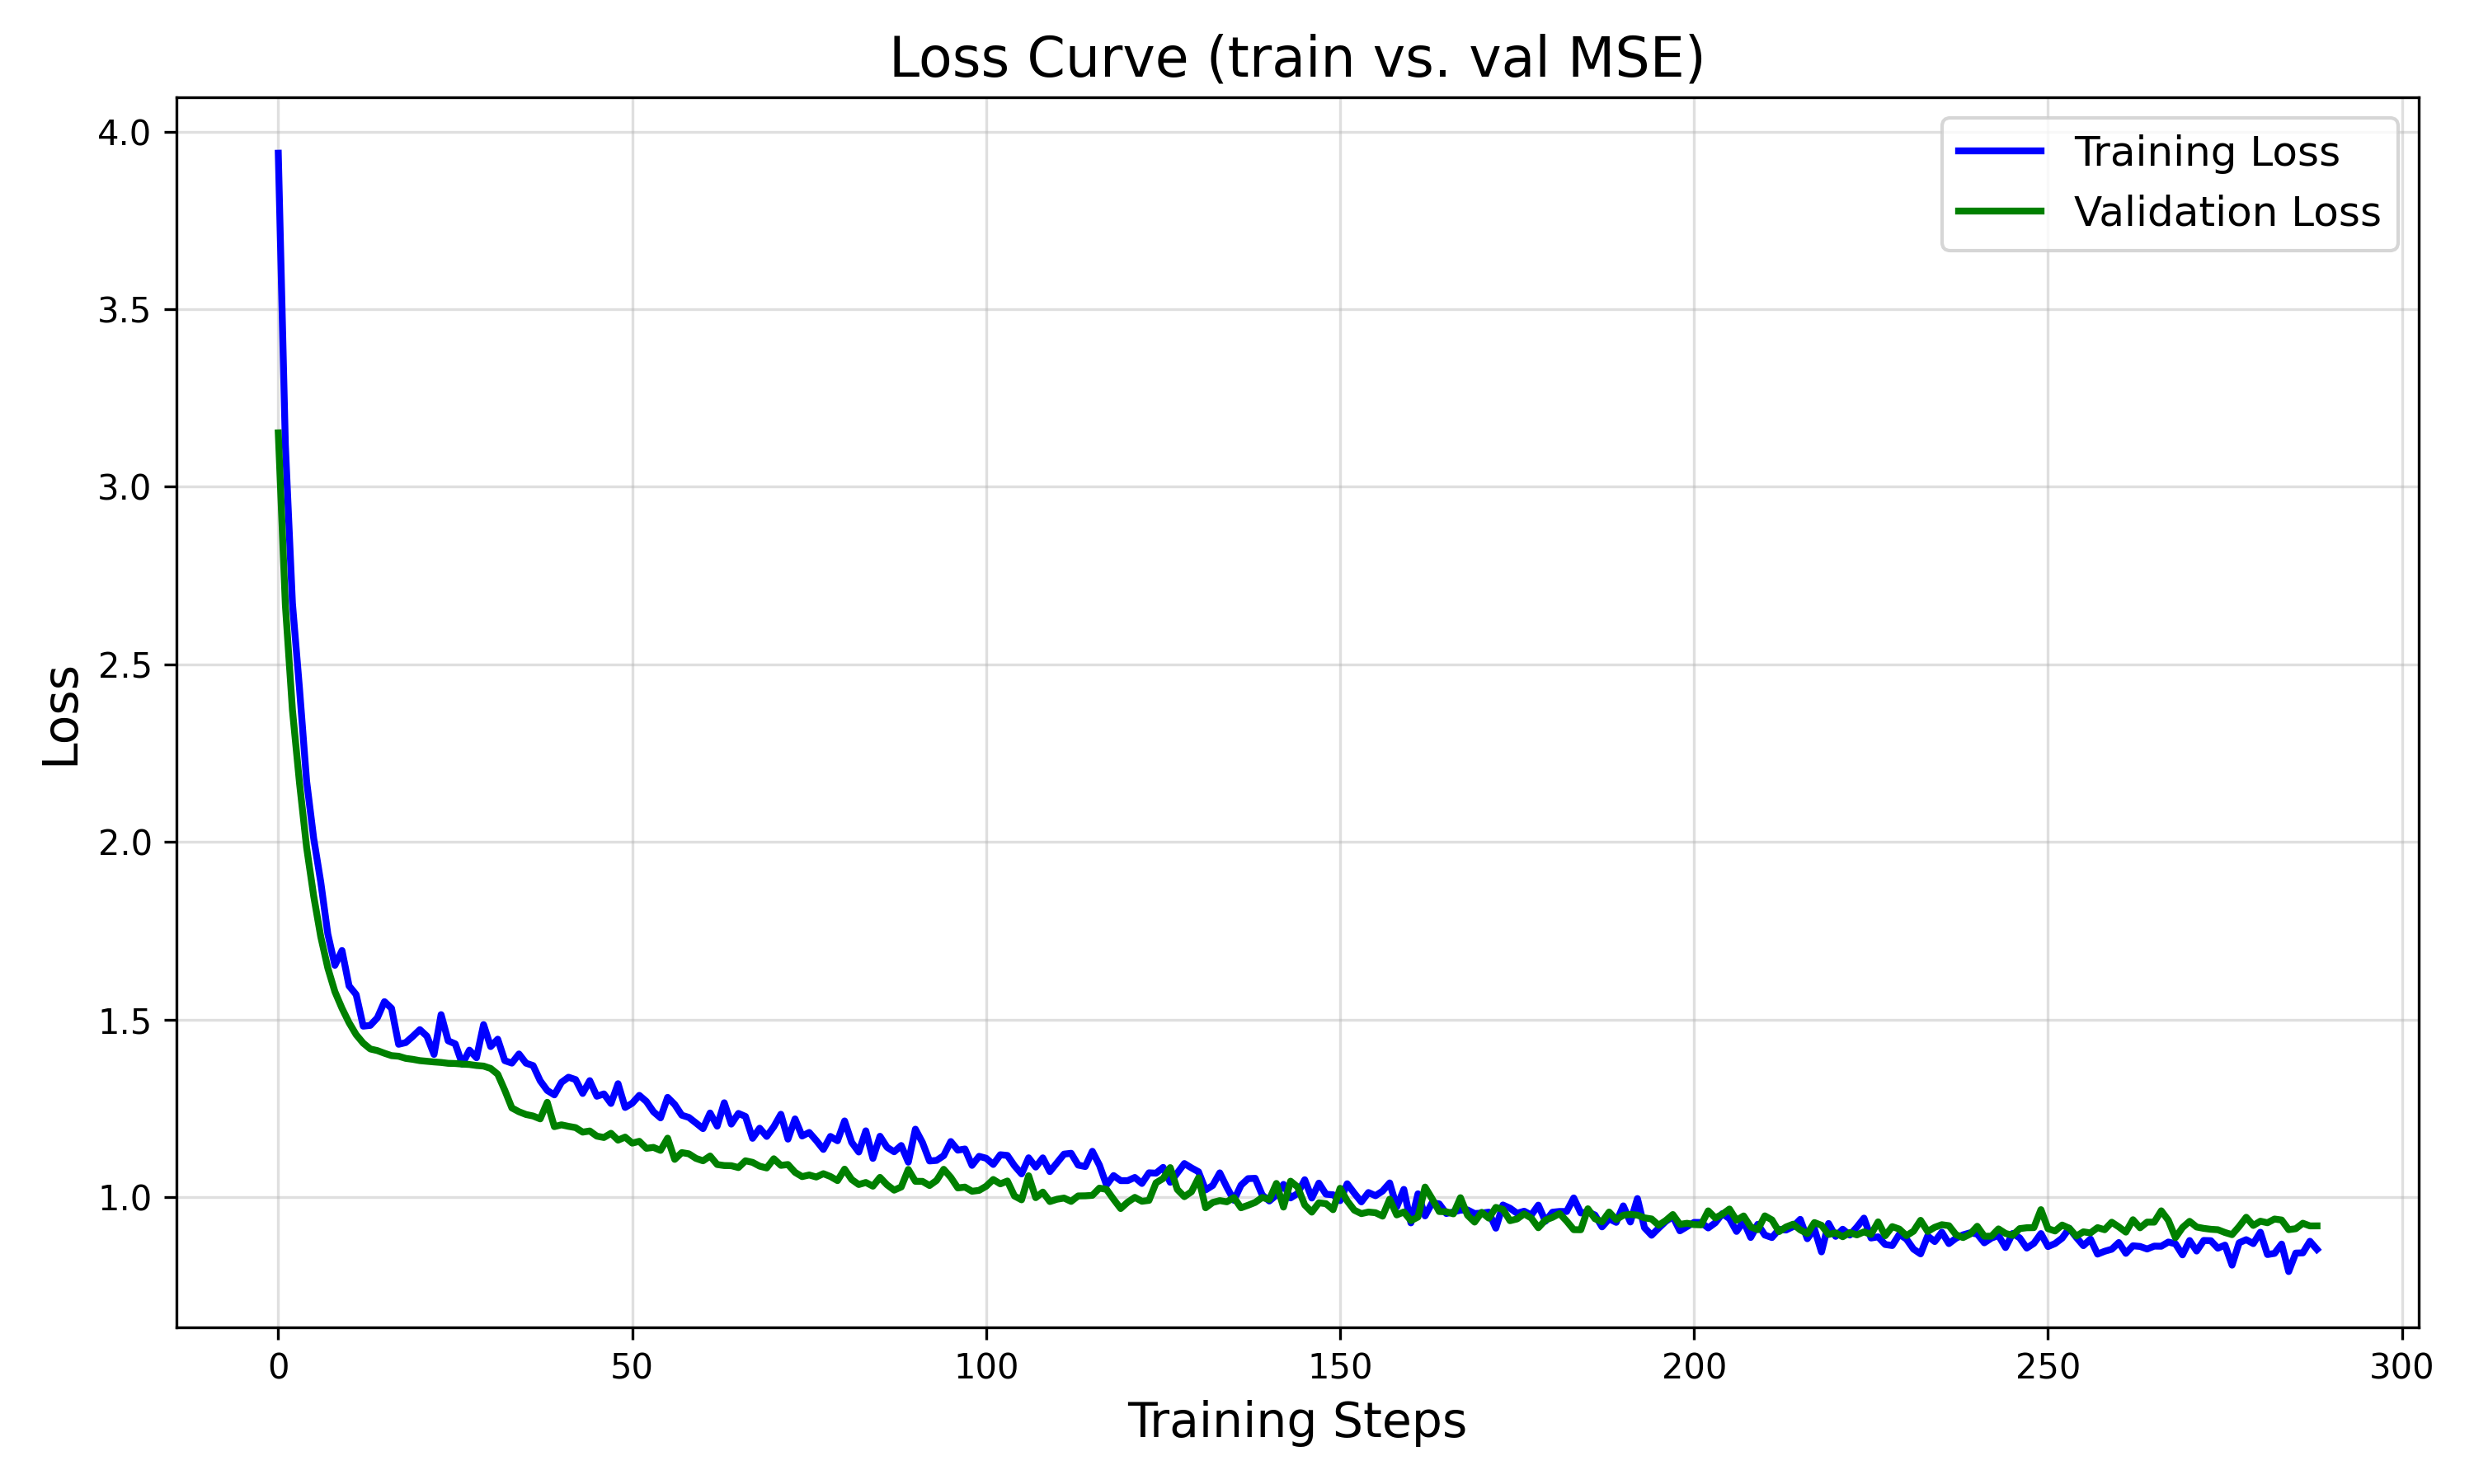 Loss Curve (train vs. val MSE)
Training Loss
Validation Loss
4.0
3.5
3.0
2.5
2.0
1.5
1.0
Loss
0 50 100 150 200 250 300
Training Steps